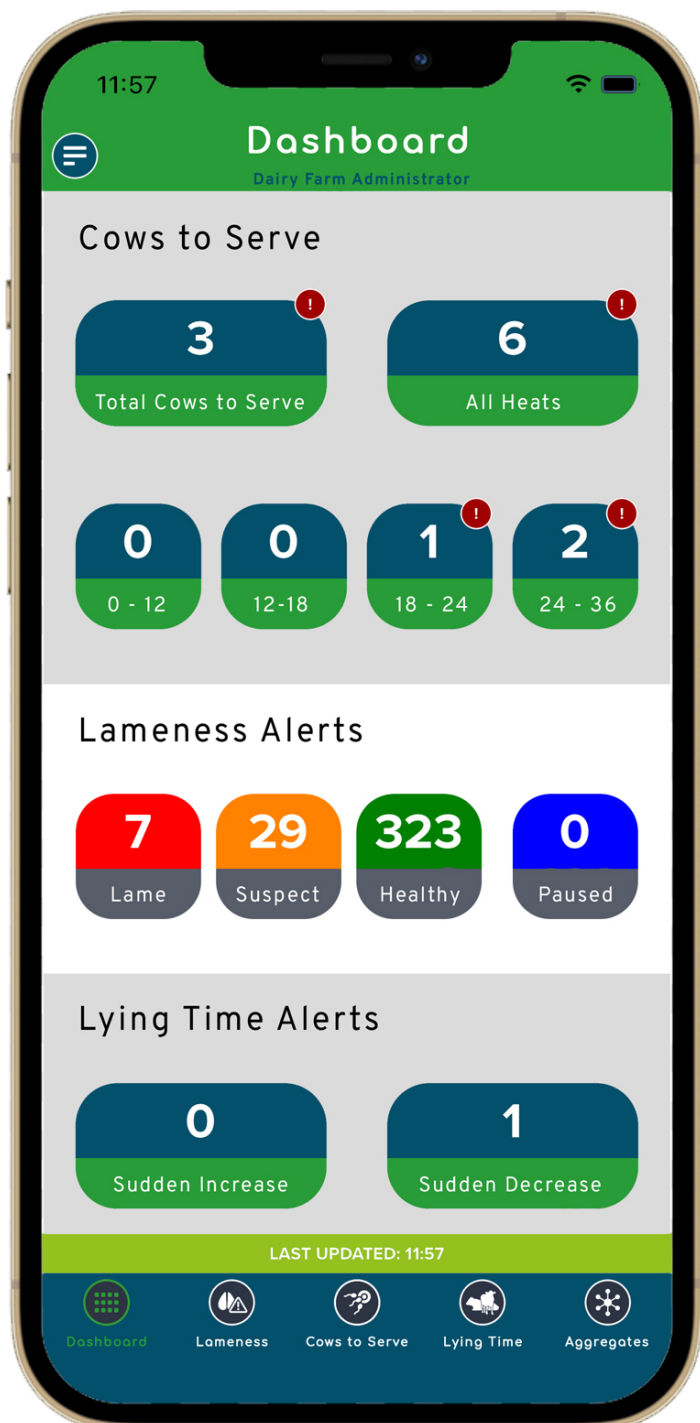 11:57
Dashboard
Dairy Farm Administrator
Cows to Serve
! !
3 6
Total Cows to Serve All Heats
! !
0 0 1 2
0 - 12 12-18 18 - 24 24 - 36
Lameness Alerts
7 29 323 0
Lame Suspect Healthy Paused
Lying Time Alerts
0 1
Sudden Increase Sudden Decrease
LAST UPDATED: 11:57
Dashboard Lameness Cows to Serve Lying Time Aggregates